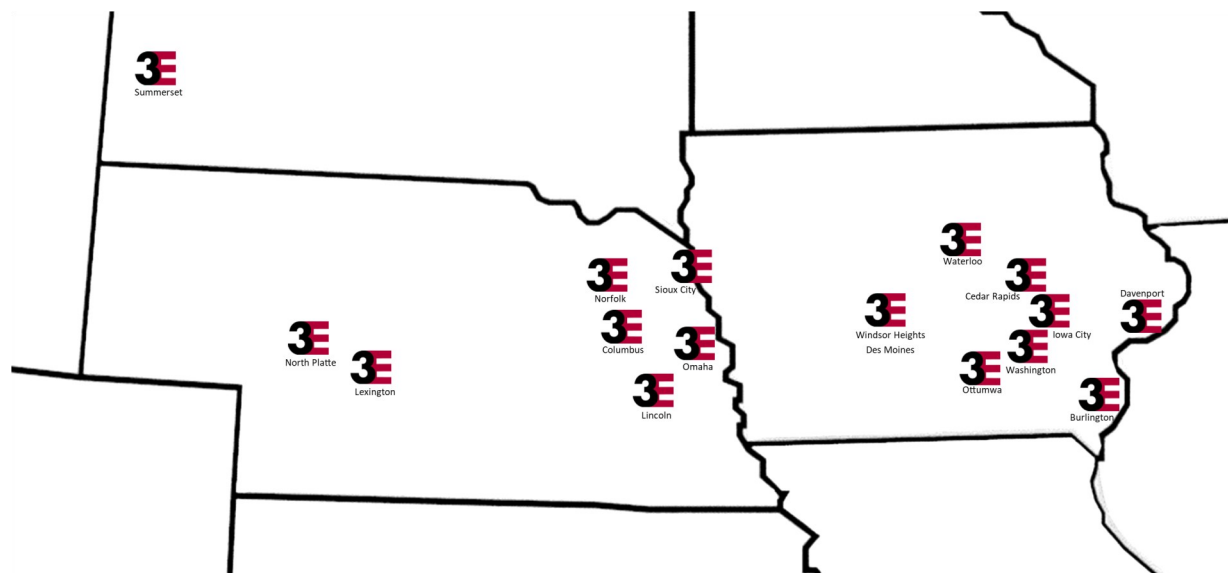 3E
Summerset
3E
Waterloo
3E
Sioux City
3E
Norfolk
3E
Cedar Rapids
Davenport
3E
3E
Iowa City
3E
Windsor Heights
Des Moines
3E
Columbus
3E
North Platte
3E
Omaha
3E
Washington
3E
Lexington
3E
Ottumwa
3E
Lincoln
3E
Burlington